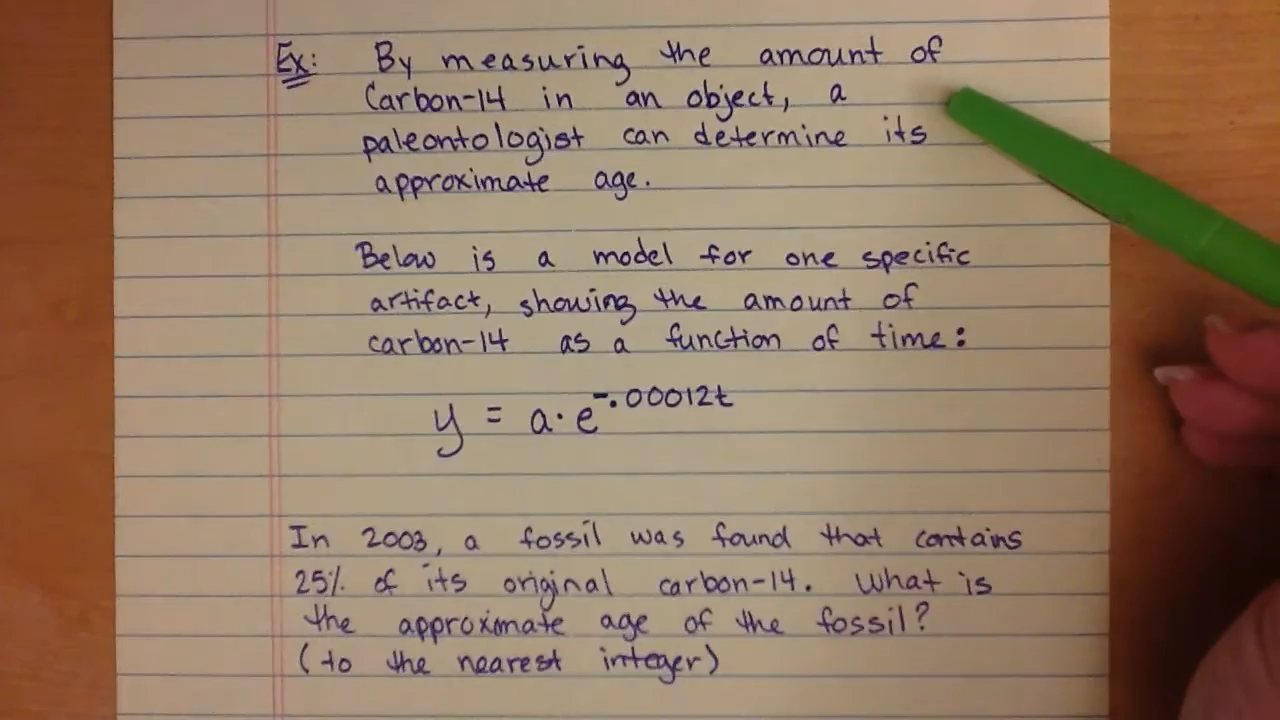 Ex: By measuring the amount of
Carbon-14 in an object, a
paleontologist can determine its
approximate age.
Below is a model for one specific
artifact, showing the amount of
carbon-14 as a function of time:
y = a·e^-.00012t
In 2003, a fossil was found that contains
25% of its original carbon-14. What is
the approximate age of the fossil?
(to the nearest integer)